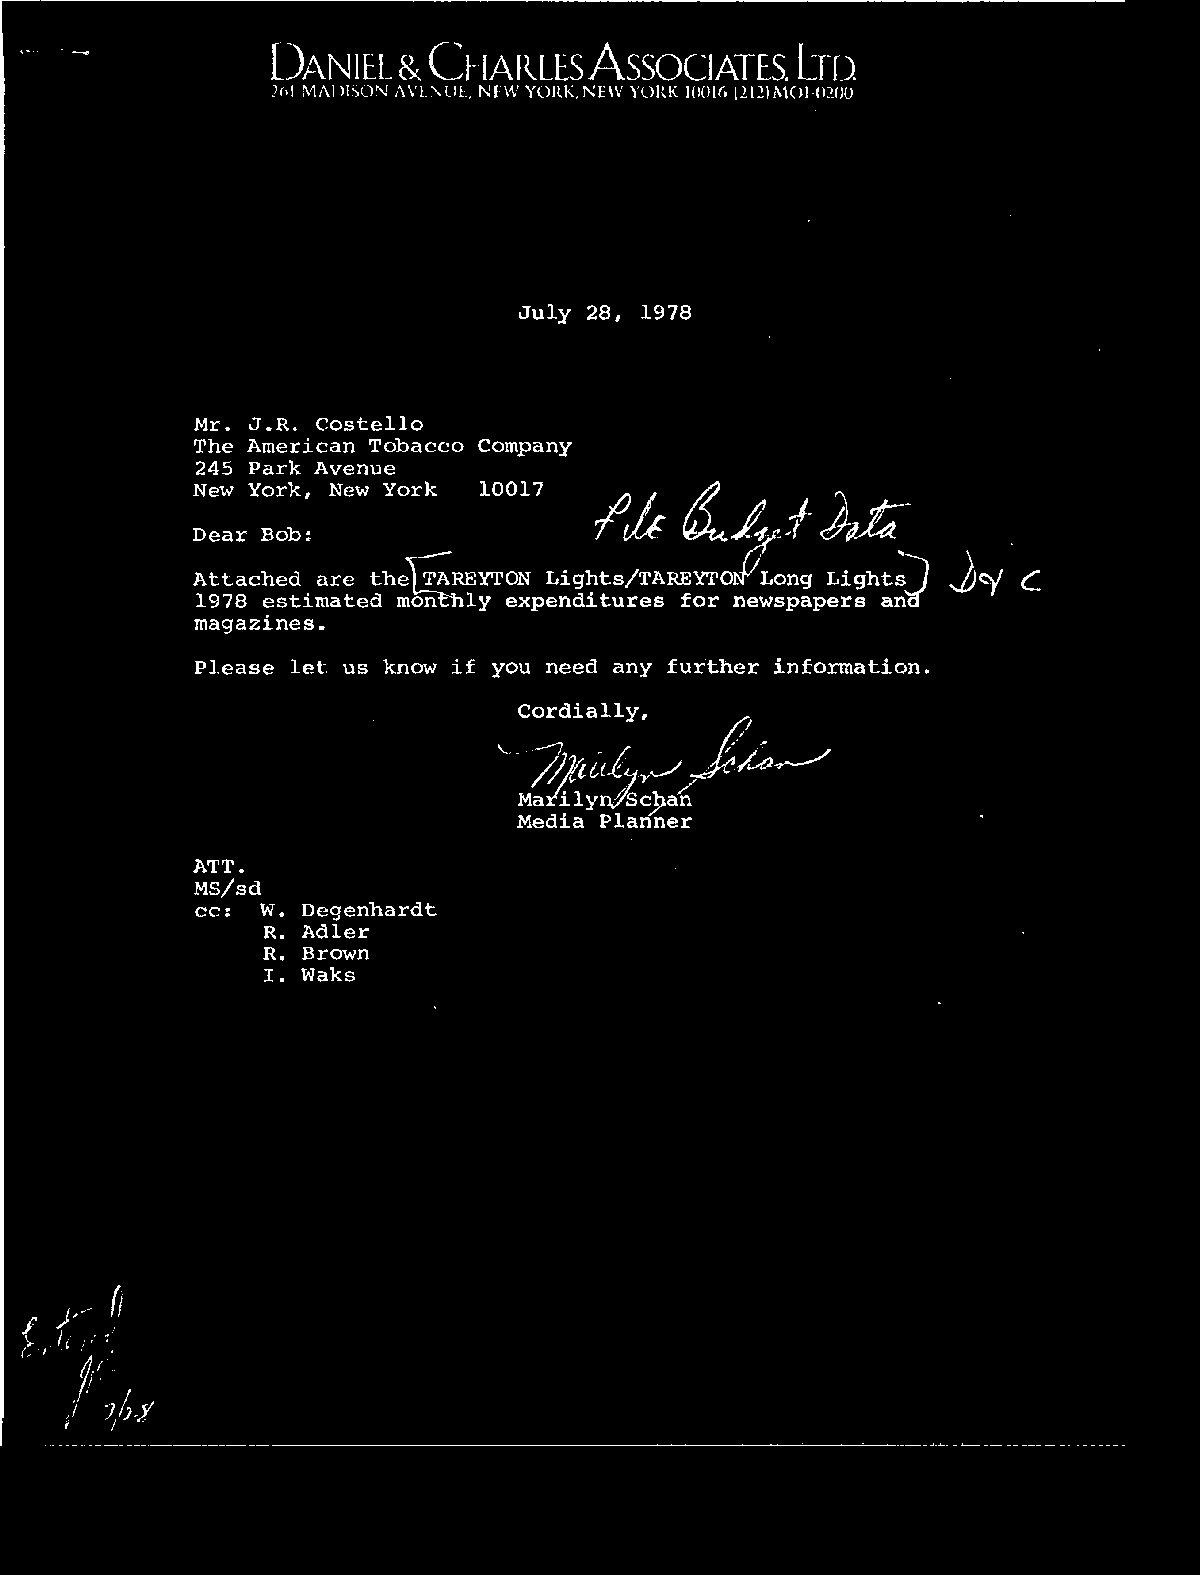 DANIEL & CHARLES ASSOCIATES, LTD.
261 MADISON AVENUE, NEW YORK, NEW YORK 10016 (212) MO1-0200
July 28, 1978
Mr. J.R. Costello
The American Tobacco Company
245 Park Avenue
New York, New York 10017
File Budget Data
Dear Bob:
Attached are the [TAREYTON Lights/TAREYTON Long Lights] D & C
1978 estimated monthly expenditures for newspapers and
magazines.
Please let us know if you need any further information.
Cordially,
Marilyn Schan
Marilyn Schan
Media Planner
ATT.
MS/sd
cc: W. Degenhardt
R. Adler
R. Brown
I. Waks
Entered